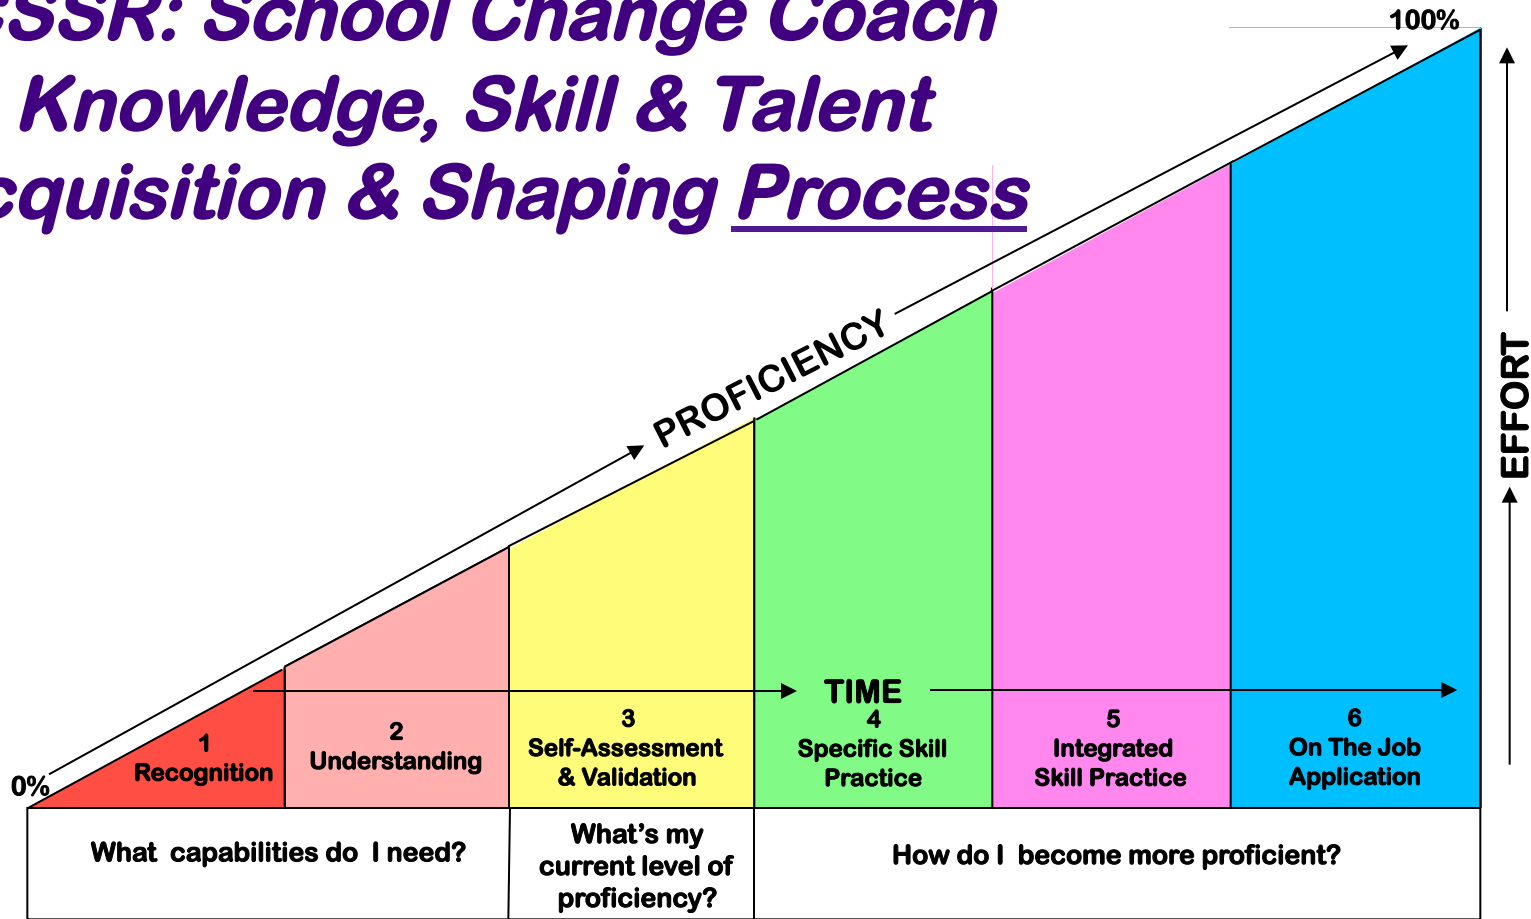 CSSR: School Change Coach
Knowledge, Skill & Talent
cquisition & Shaping Process
100%
PROFICIENCY
EFFORT
TIME
0%
1
Recognition
2
Understanding
3
Self-Assessment
& Validation
4
Specific Skill
Practice
5
Integrated
Skill Practice
6
On The Job
Application
What capabilities do I need?
What's my
current level of
proficiency?
How do I become more proficient?